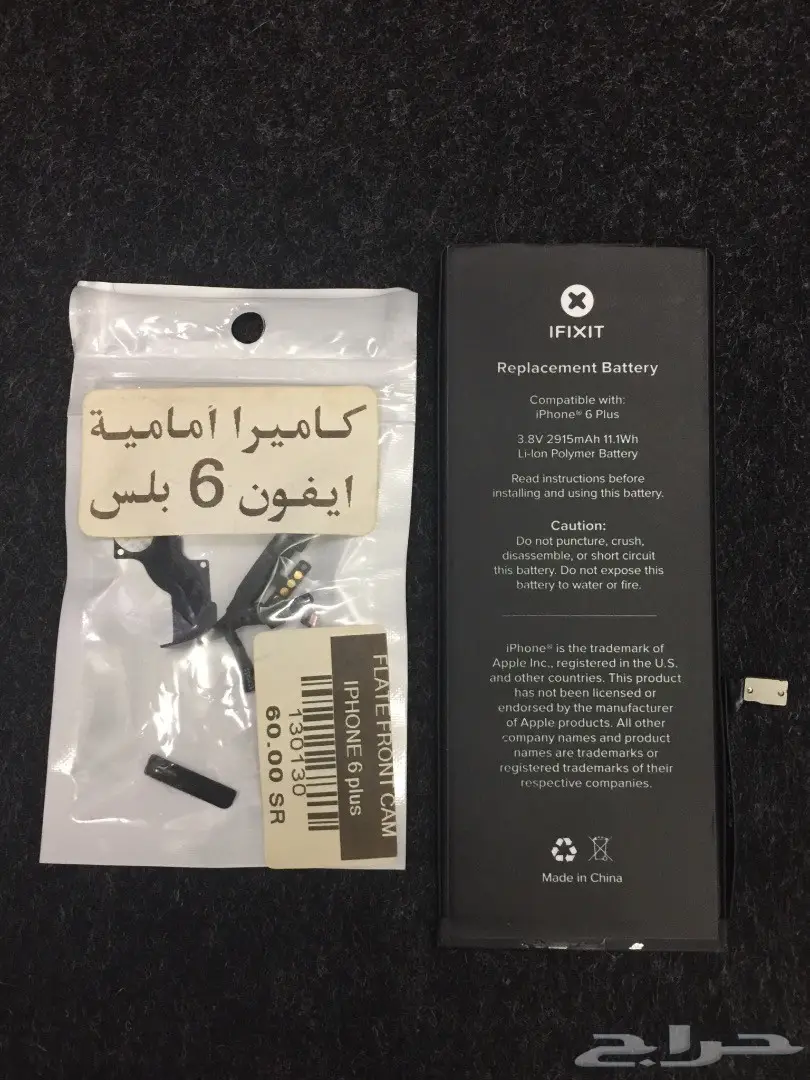 كاميرا أمامية
ايفون 6 بلس
FLATE FRONT CAM
IPHONE 6 plus
130130
60.00 SR
IFIXIT
Replacement Battery
Compatible with:
iPhone® 6 Plus
3.8V 2915mAh 11.1Wh
Li-Ion Polymer Battery
Read instructions before
installing and using this battery.
Caution:
Do not puncture, crush,
disassemble, or short circuit
this battery. Do not expose this
battery to water or fire.
iPhone® is the trademark of
Apple Inc., registered in the U.S.
and other countries. This product
has not been licensed or
endorsed by the manufacturer
of Apple products. All other
company names and product
names are trademarks or
registered trademarks of their
respective companies.
Made in China
حراج